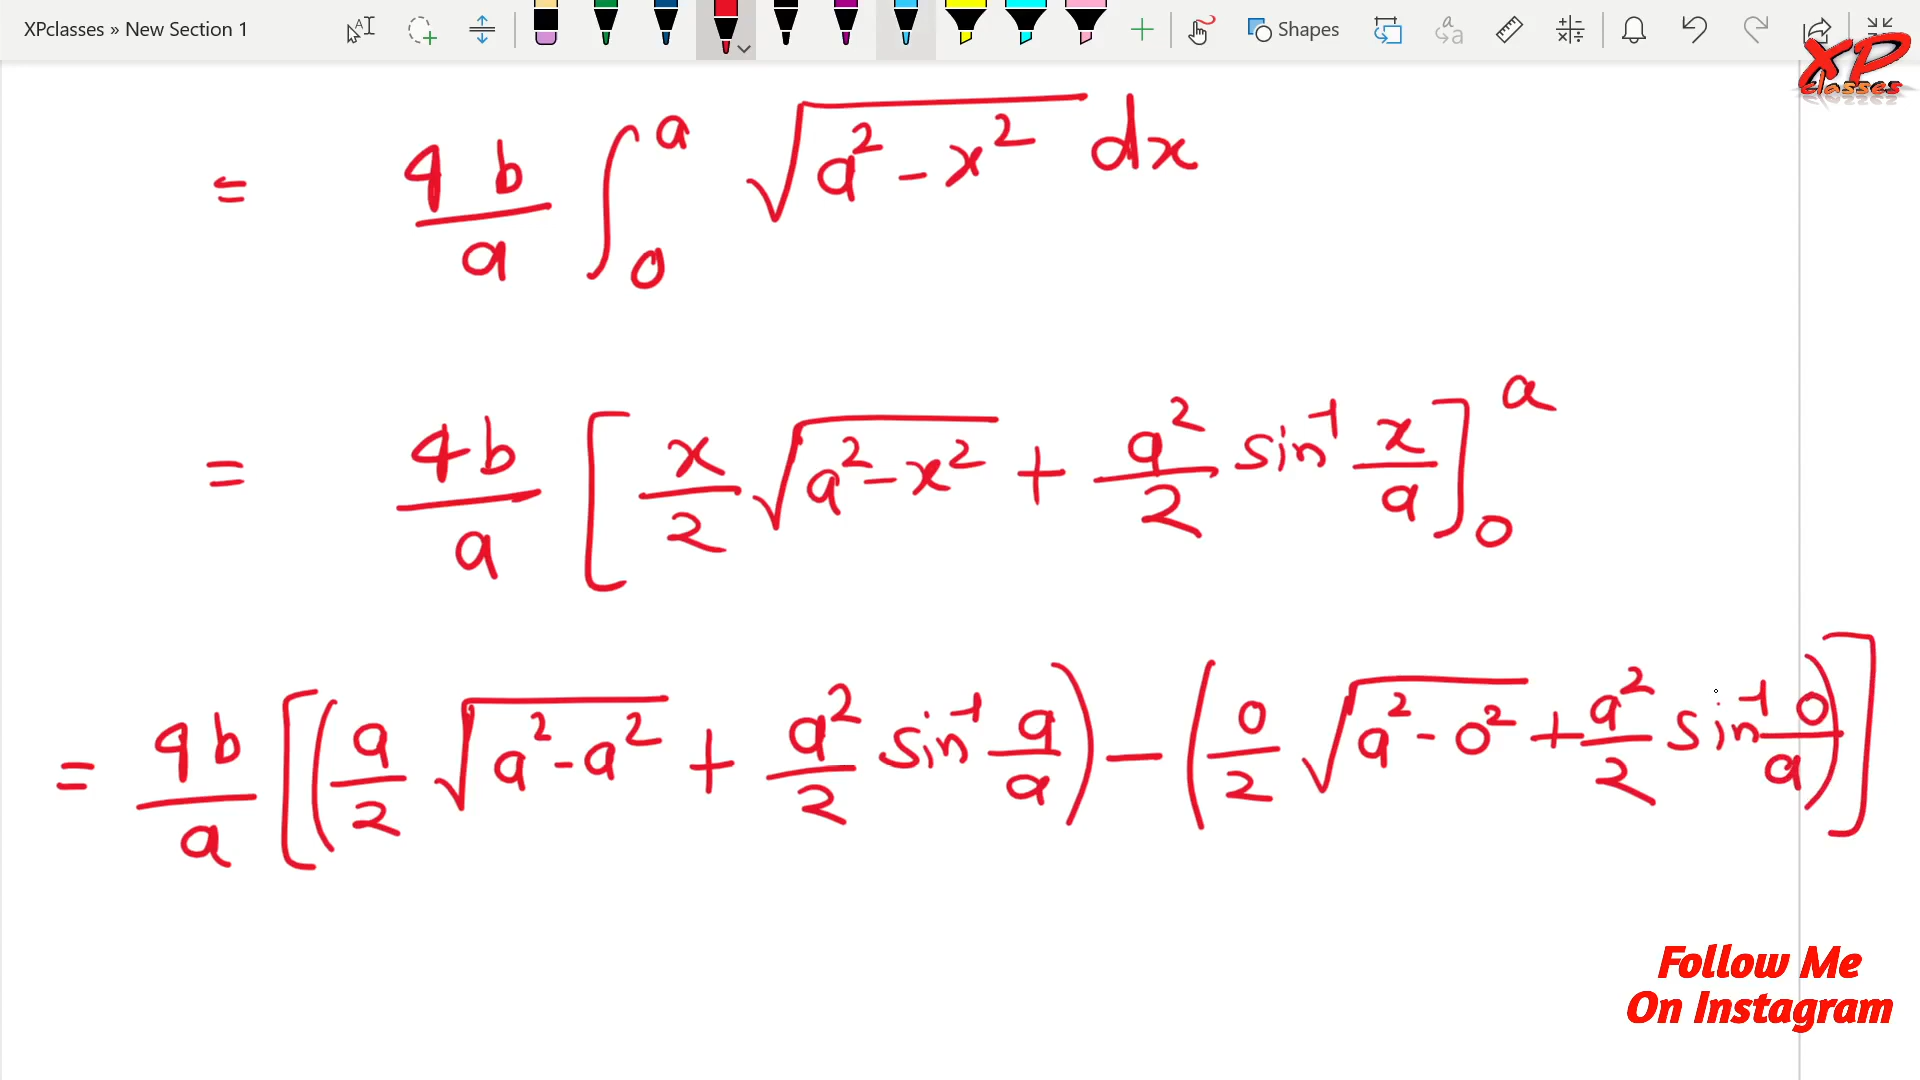 XPclasses » New Section 1 Shapes
XP classes
= 4b/a ∫₀ᵃ √(a² - x²) dx
= 4b/a [x/2 √(a² - x²) + a²/2 sin⁻¹ x/a]₀ᵃ
= 4b/a [(a/2 √(a² - a²) + a²/2 sin⁻¹ a/a) - (0/2 √(a² - 0²) + a²/2 sin⁻¹ 0/a)]
Follow Me
On Instagram